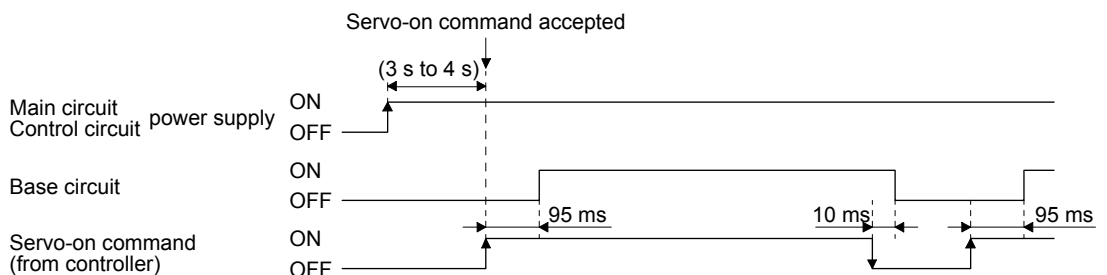 Servo-on command accepted
(3 s to 4 s)
Main circuit
Control circuit
power supply
ON
OFF
Base circuit
ON
OFF
95 ms
10 ms
95 ms
Servo-on command
(from controller)
ON
OFF